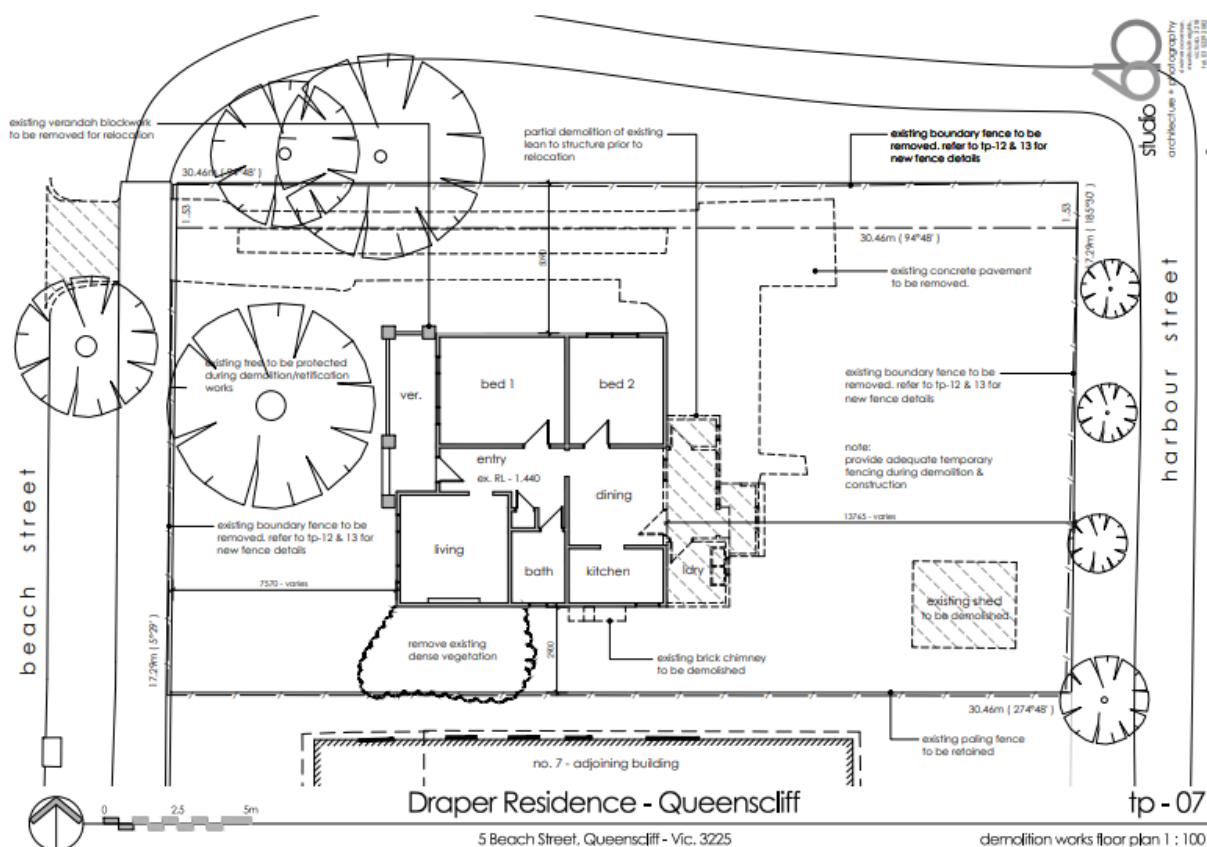 studio
architecture + photography
existing verandah blockwork
to be removed for relocation
partial demolition of existing
lean to structure prior to
relocation
existing boundary fence to be
removed. refer to tp-12 & 13 for
new fence details
30.46m ( 94°48' )
1.53
1.53
17.29m ( 185°30' )
30.46m ( 94°48' )
existing concrete pavement
to be removed.
existing tree to be protected
during demolition/retification
works
ver.
bed 1
bed 2
existing boundary fence to be
removed. refer to tp-12 & 13 for
new fence details
note:
provide adequate temporary
fencing during demolition &
construction
entry
ex. RL - 1.440
dining
13765 - varies
existing boundary fence to be
removed. refer to tp-12 & 13 for
new fence details
living
bath
kitchen
ldry
7570 - varies
existing shed
to be demolished
remove existing
dense vegetation
2900
existing brick chimney
to be demolished
17.29m ( 5°29' )
30.46m ( 274°48' )
existing paling fence
to be retained
no. 7 - adjoining building
beach street
harbour street
0 2.5 5m
Draper Residence - Queenscliff
tp - 07
5 Beach Street, Queenscliff - Vic. 3225
demolition works floor plan 1 : 100